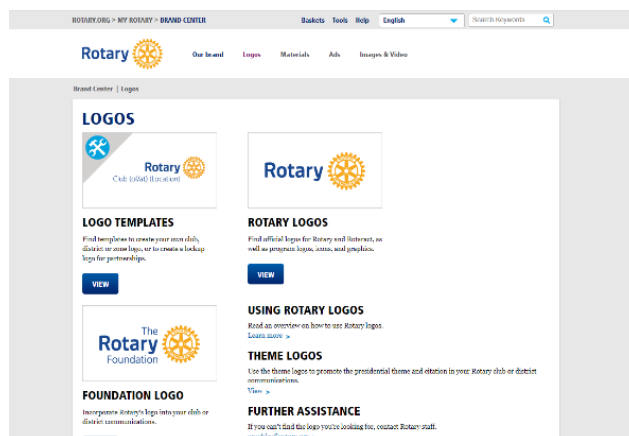 ROTARY.ORG > MY ROTARY > BRAND CENTER
Baskets Tools Help English Search Keywords
Rotary
Our brand Logos Materials Ads Images & Video
Brand Center | Logos
LOGOS
Rotary
Club (of/at) (Location)
Rotary
LOGO TEMPLATES
Find templates to create your own club,
district or zone logo, or to create a lockup
logo for partnerships.
VIEW
ROTARY LOGOS
Find official logos for Rotary and Rotaract, as
well as program logos, icons, and graphics.
VIEW
The
Rotary
Foundation
FOUNDATION LOGO
Incorporate Rotary's logo into your club or
district communications.
USING ROTARY LOGOS
Read an overview on how to use Rotary logos.
Learn more >
THEME LOGOS
Use the theme logos to promote the presidential theme and citation in your Rotary club or district
communications.
View >
FURTHER ASSISTANCE
If you can't find the logo you're looking for, contact Rotary staff.